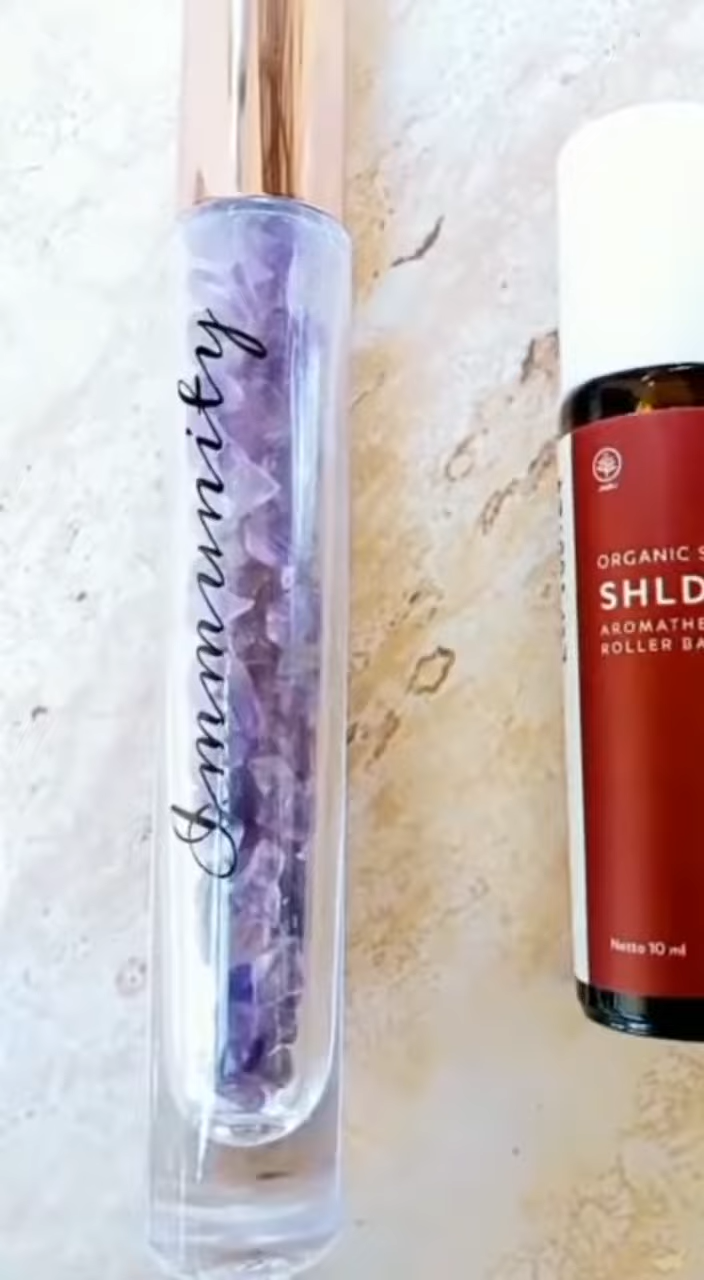 Immunity
ORGANIC S
SHLD
AROMATHE
ROLLER BA
Netto 10 ml